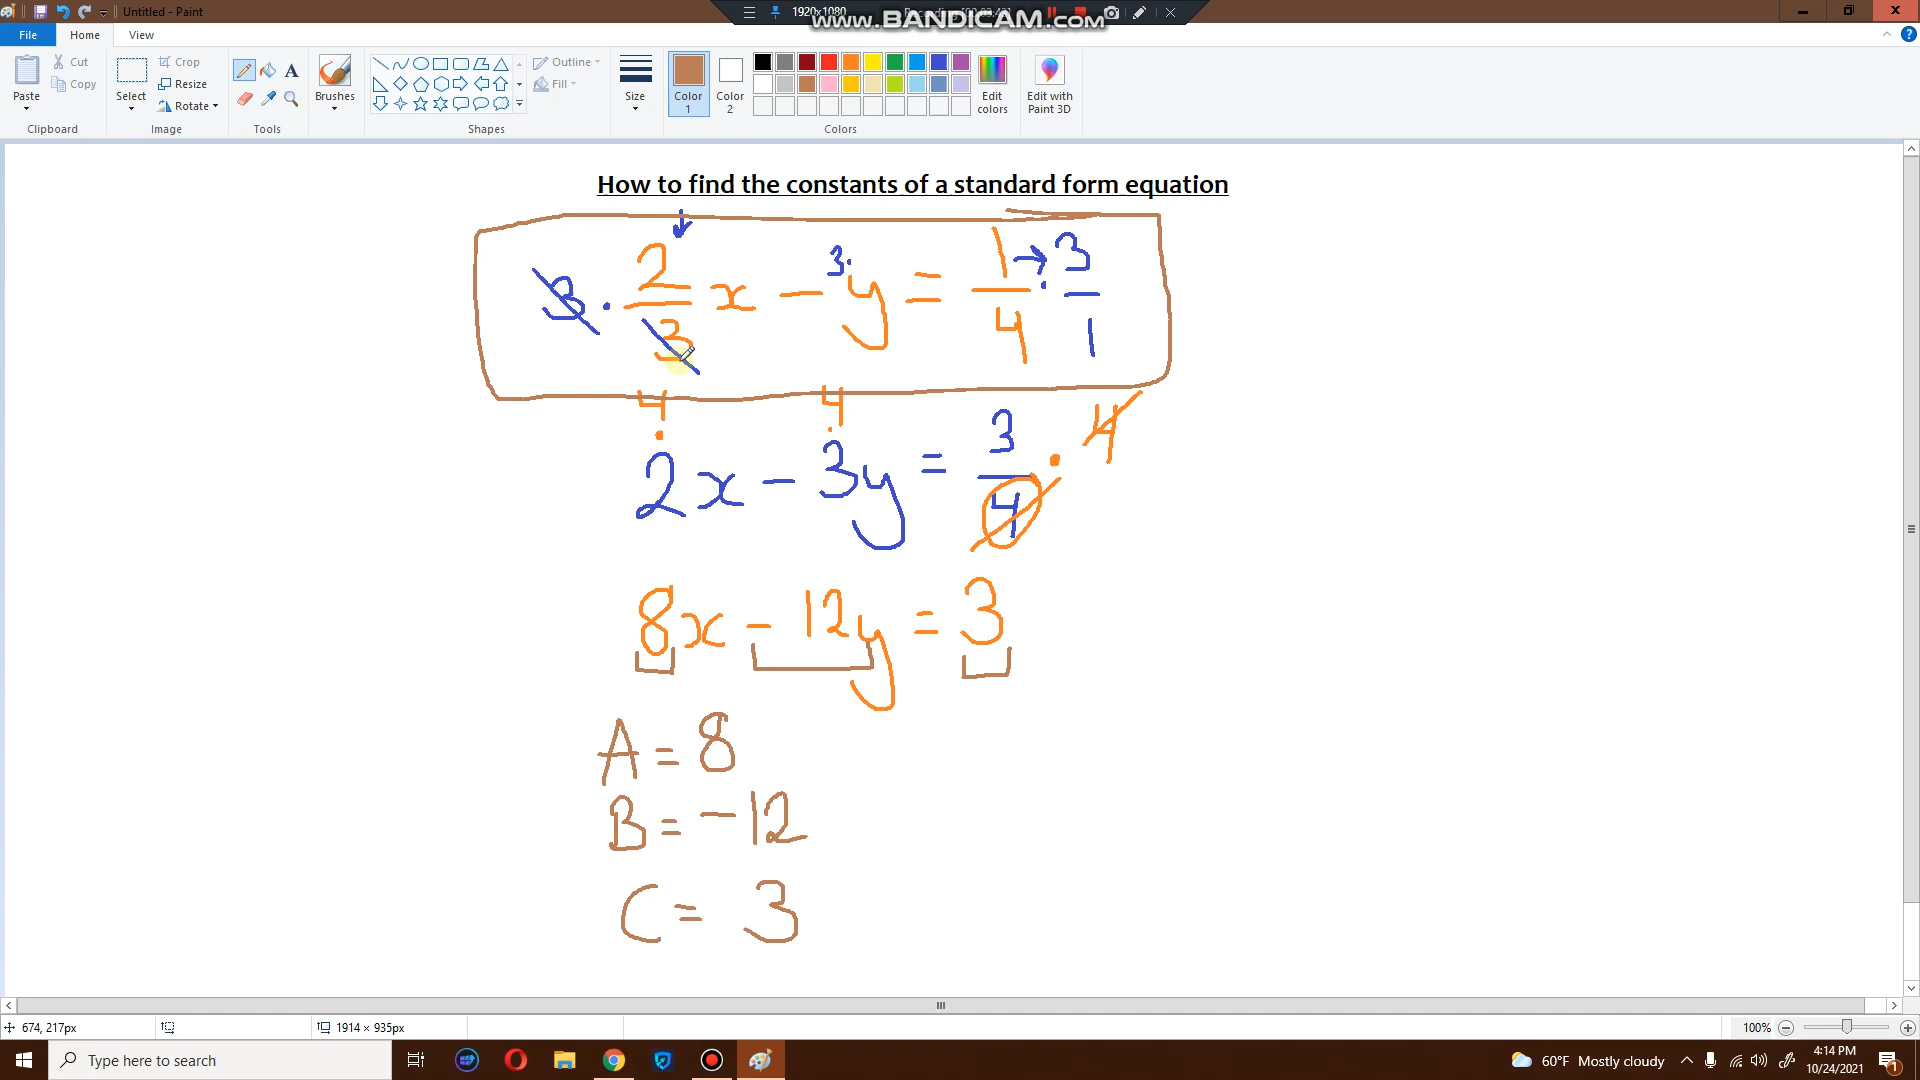 Untitled - Paint
1920x1080
www.BANDICAM.com
File Home View
Paste
Cut
Copy
Clipboard
Select
Crop
Resize
Rotate
Image
A
Tools
Brushes
Shapes
Outline
Fill
Size
Color 1
Color 2
Colors
Edit colors
Edit with Paint 3D
How to find the constants of a standard form equation
3 · 2/3 x − 3· y = 1/4 · 3/1
4 · 4 ·
2x − 3y = 3/4 · 4
8x − 12y = 3
A = 8
B = −12
C = 3
674, 217px
1914 × 935px
100%
Type here to search
60°F Mostly cloudy
4:14 PM
10/24/2021
1